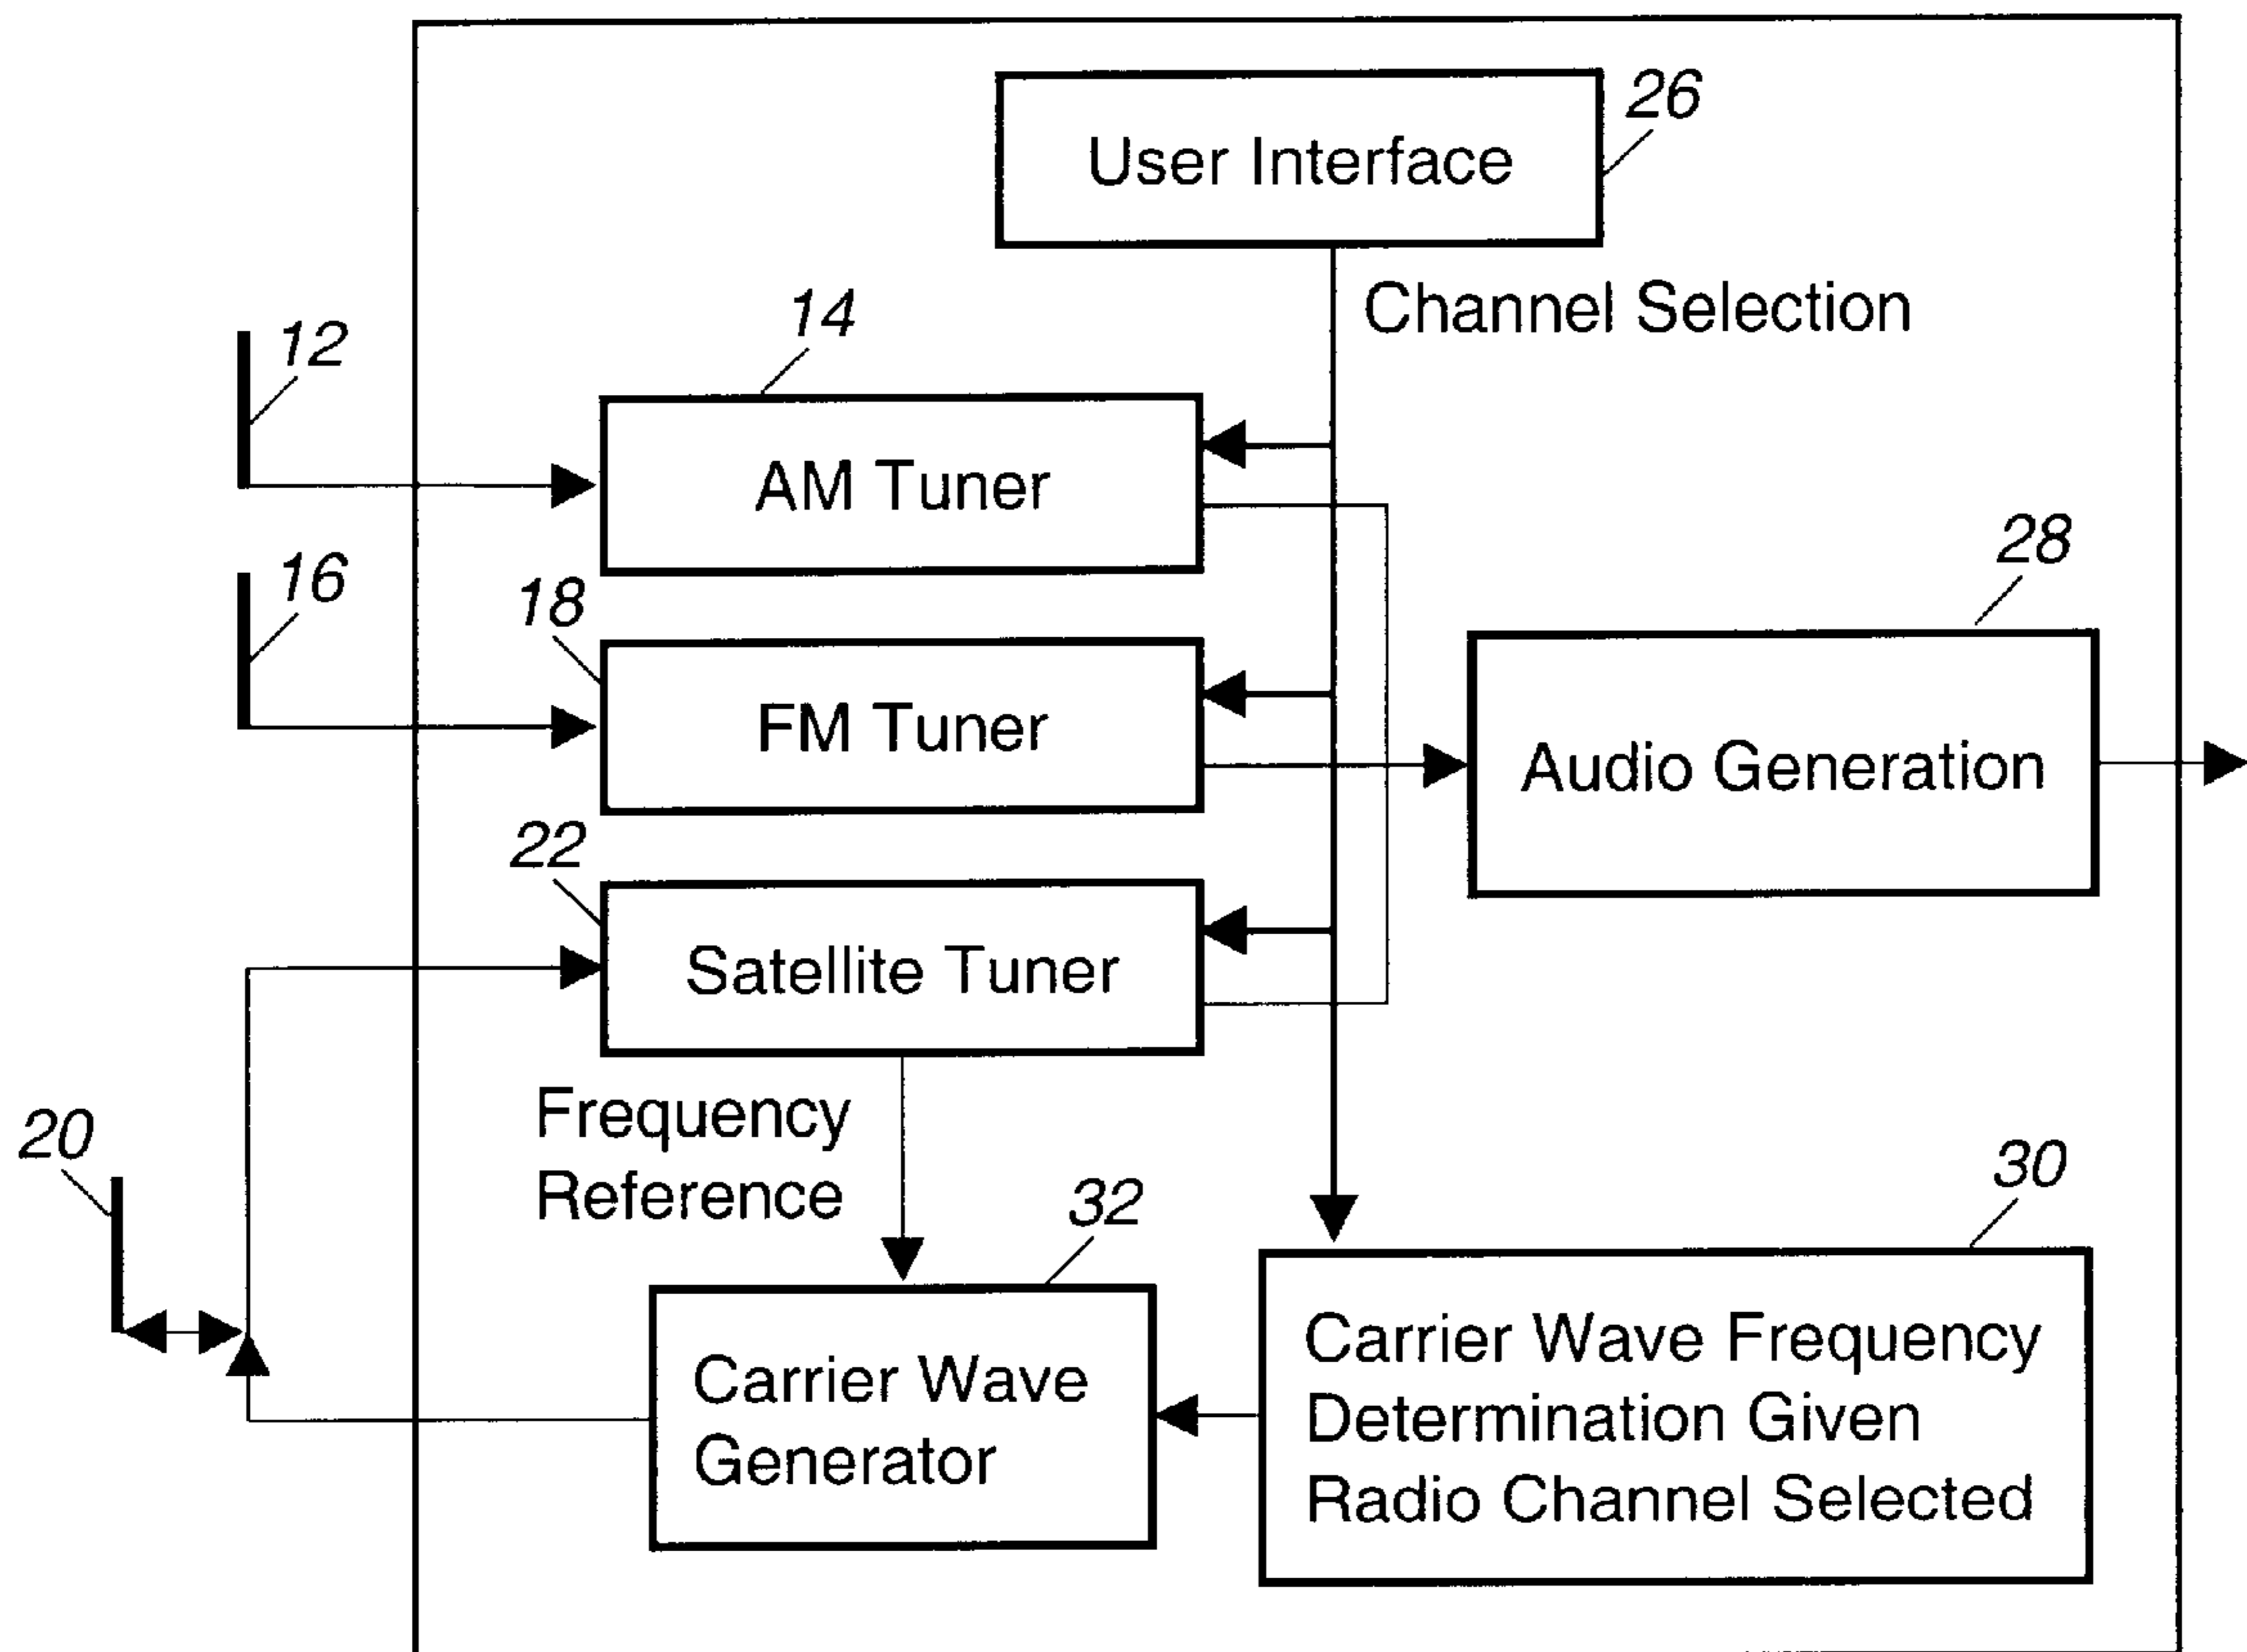 26
User Interface
Channel Selection
14
12
AM Tuner
28
16
18
FM Tuner
Audio Generation
22
Satellite Tuner
Frequency
Reference
20
32
30
Carrier Wave
Generator
Carrier Wave Frequency
Determination Given
Radio Channel Selected